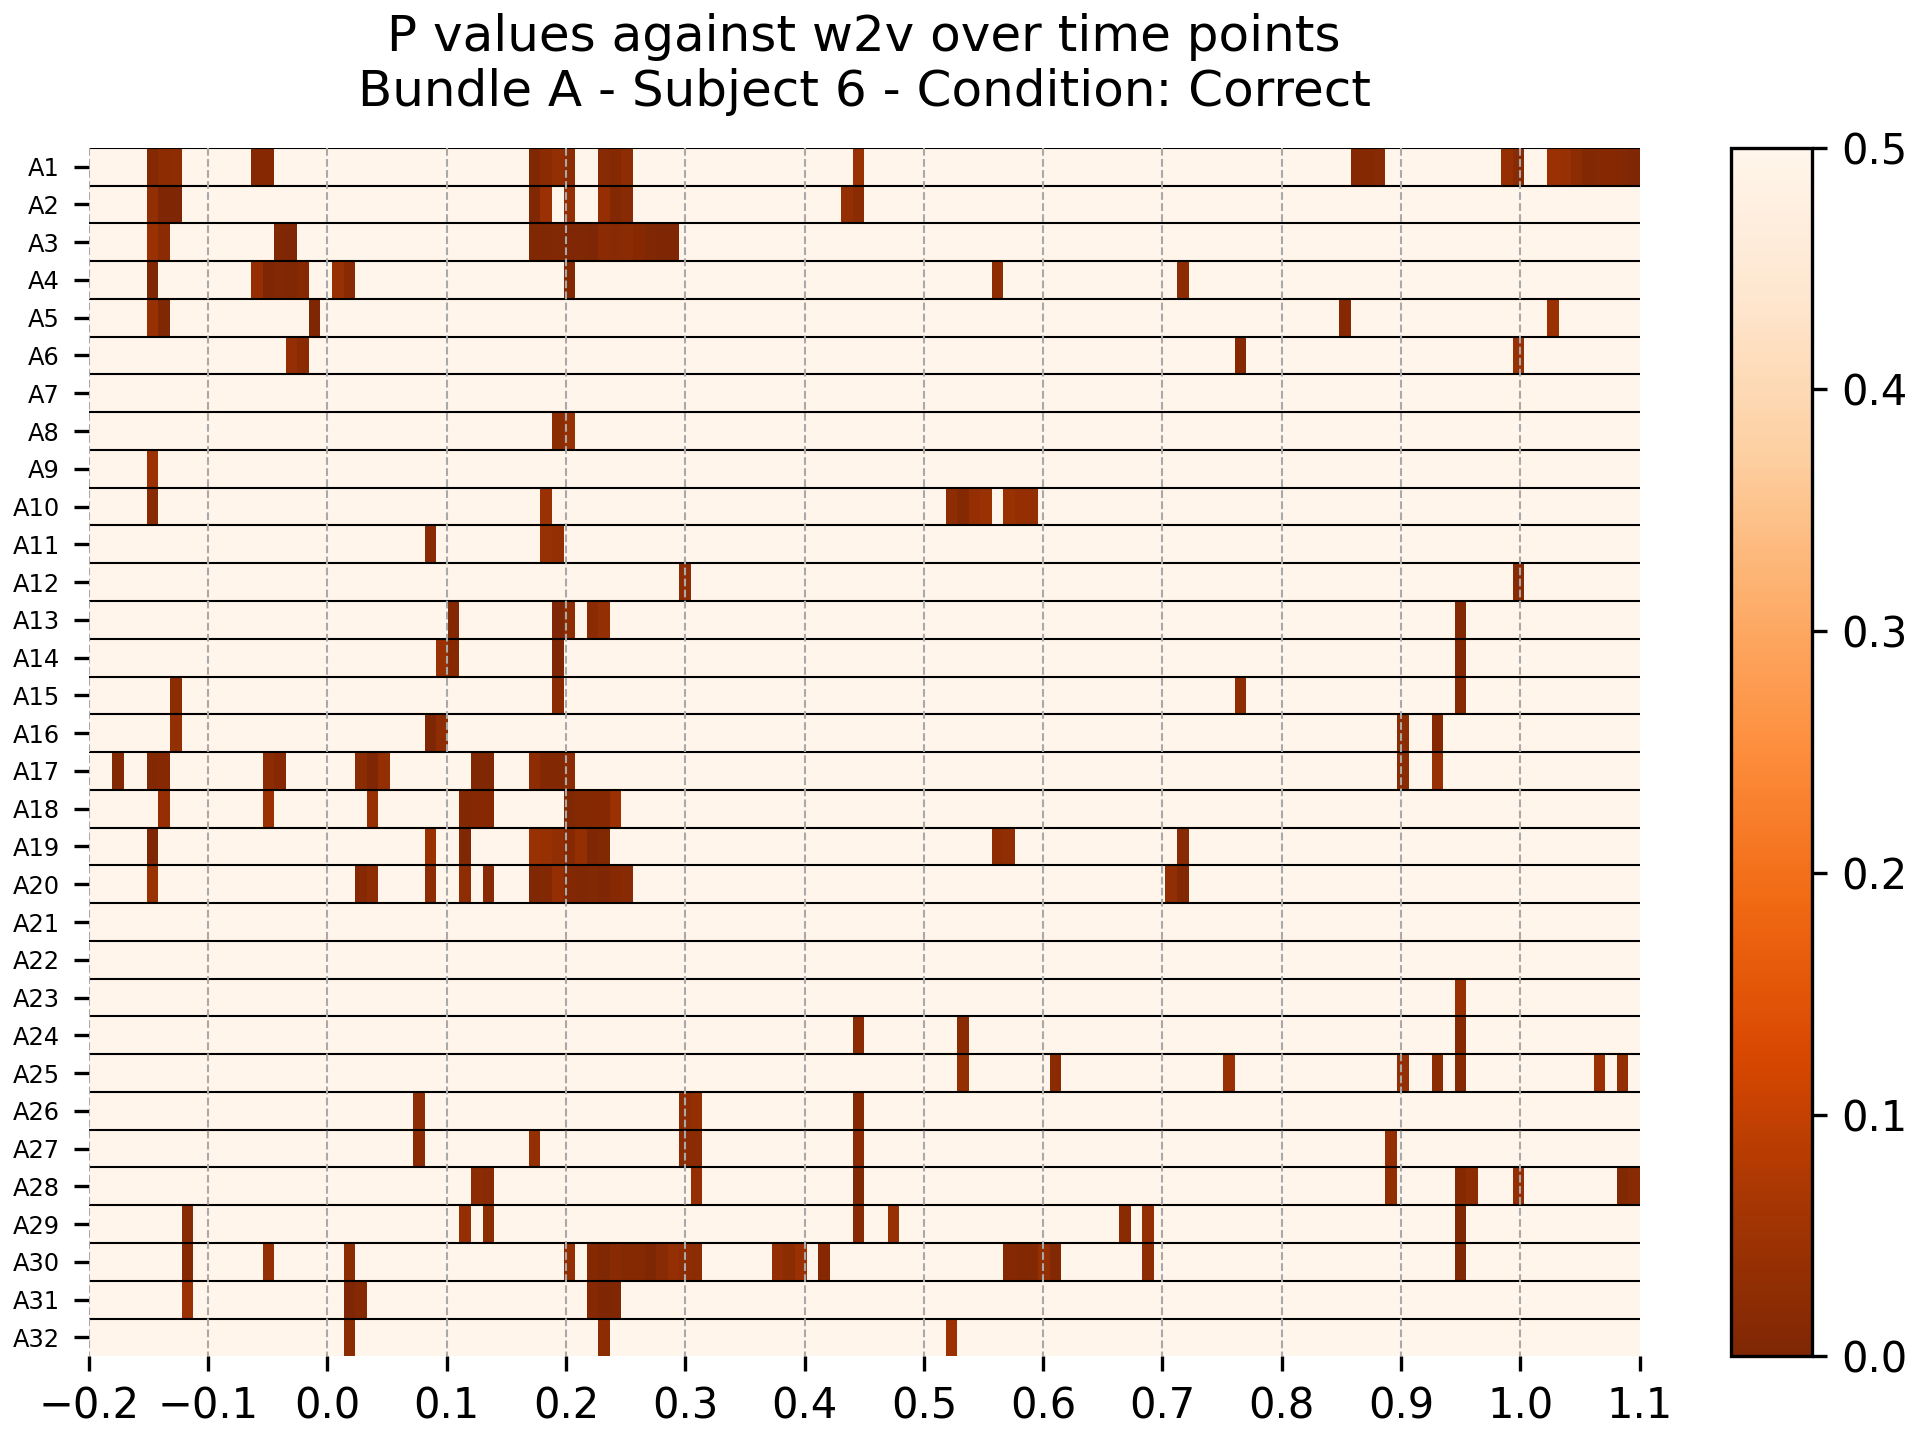 P values against w2v over time points
Bundle A - Subject 6 - Condition: Correct
A1
A2
A3
A4
A5
A6
A7
A8
A9
A10
A11
A12
A13
A14
A15
A16
A17
A18
A19
A20
A21
A22
A23
A24
A25
A26
A27
A28
A29
A30
A31
A32
−0.2 −0.1 0.0 0.1 0.2 0.3 0.4 0.5 0.6 0.7 0.8 0.9 1.0 1.1
0.5
0.4
0.3
0.2
0.1
0.0